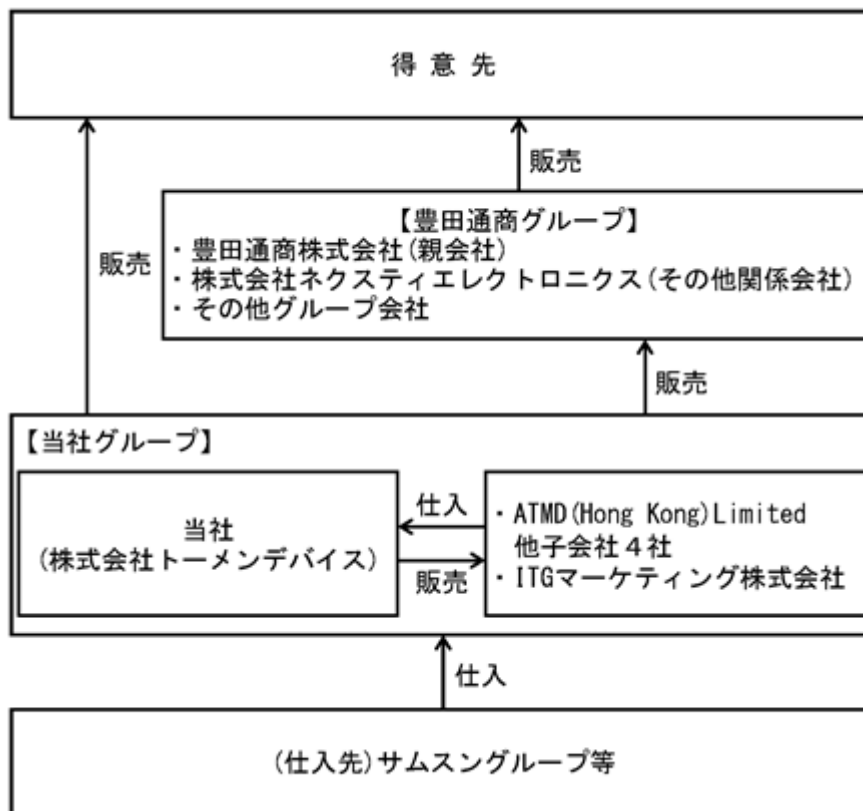 得 意 先
販売
【豊田通商グループ】
・豊田通商株式会社(親会社)
・株式会社ネクスティエレクトロニクス(その他関係会社)
・その他グループ会社
販売
販売
【当社グループ】
当社
(株式会社トーメンデバイス)
仕入
販売
・ATMD(Hong Kong)Limited
他子会社４社
・ITGマーケティング株式会社
仕入
(仕入先)サムスングループ等